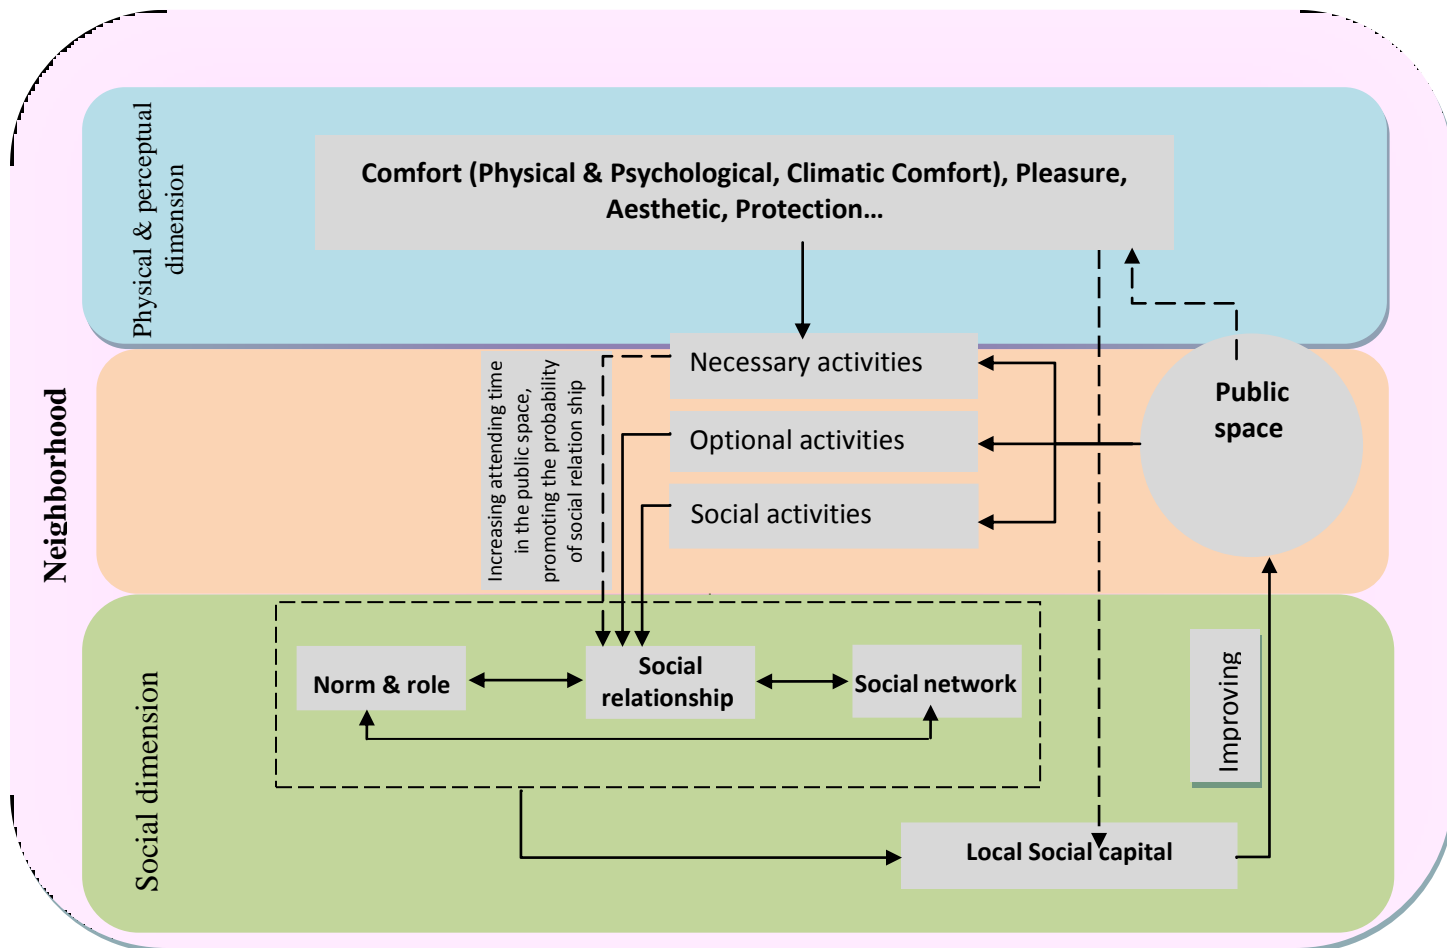 Neighborhood
Physical & perceptual
dimension
Comfort (Physical & Psychological, Climatic Comfort), Pleasure,
Aesthetic, Protection…
Increasing attending time
in the public space,
promoting the probability
of social relation ship
Necessary activities
Optional activities
Social activities
Public
space
Social dimension
Norm & role
Social
relationship
Social network
Improving
Local Social capital